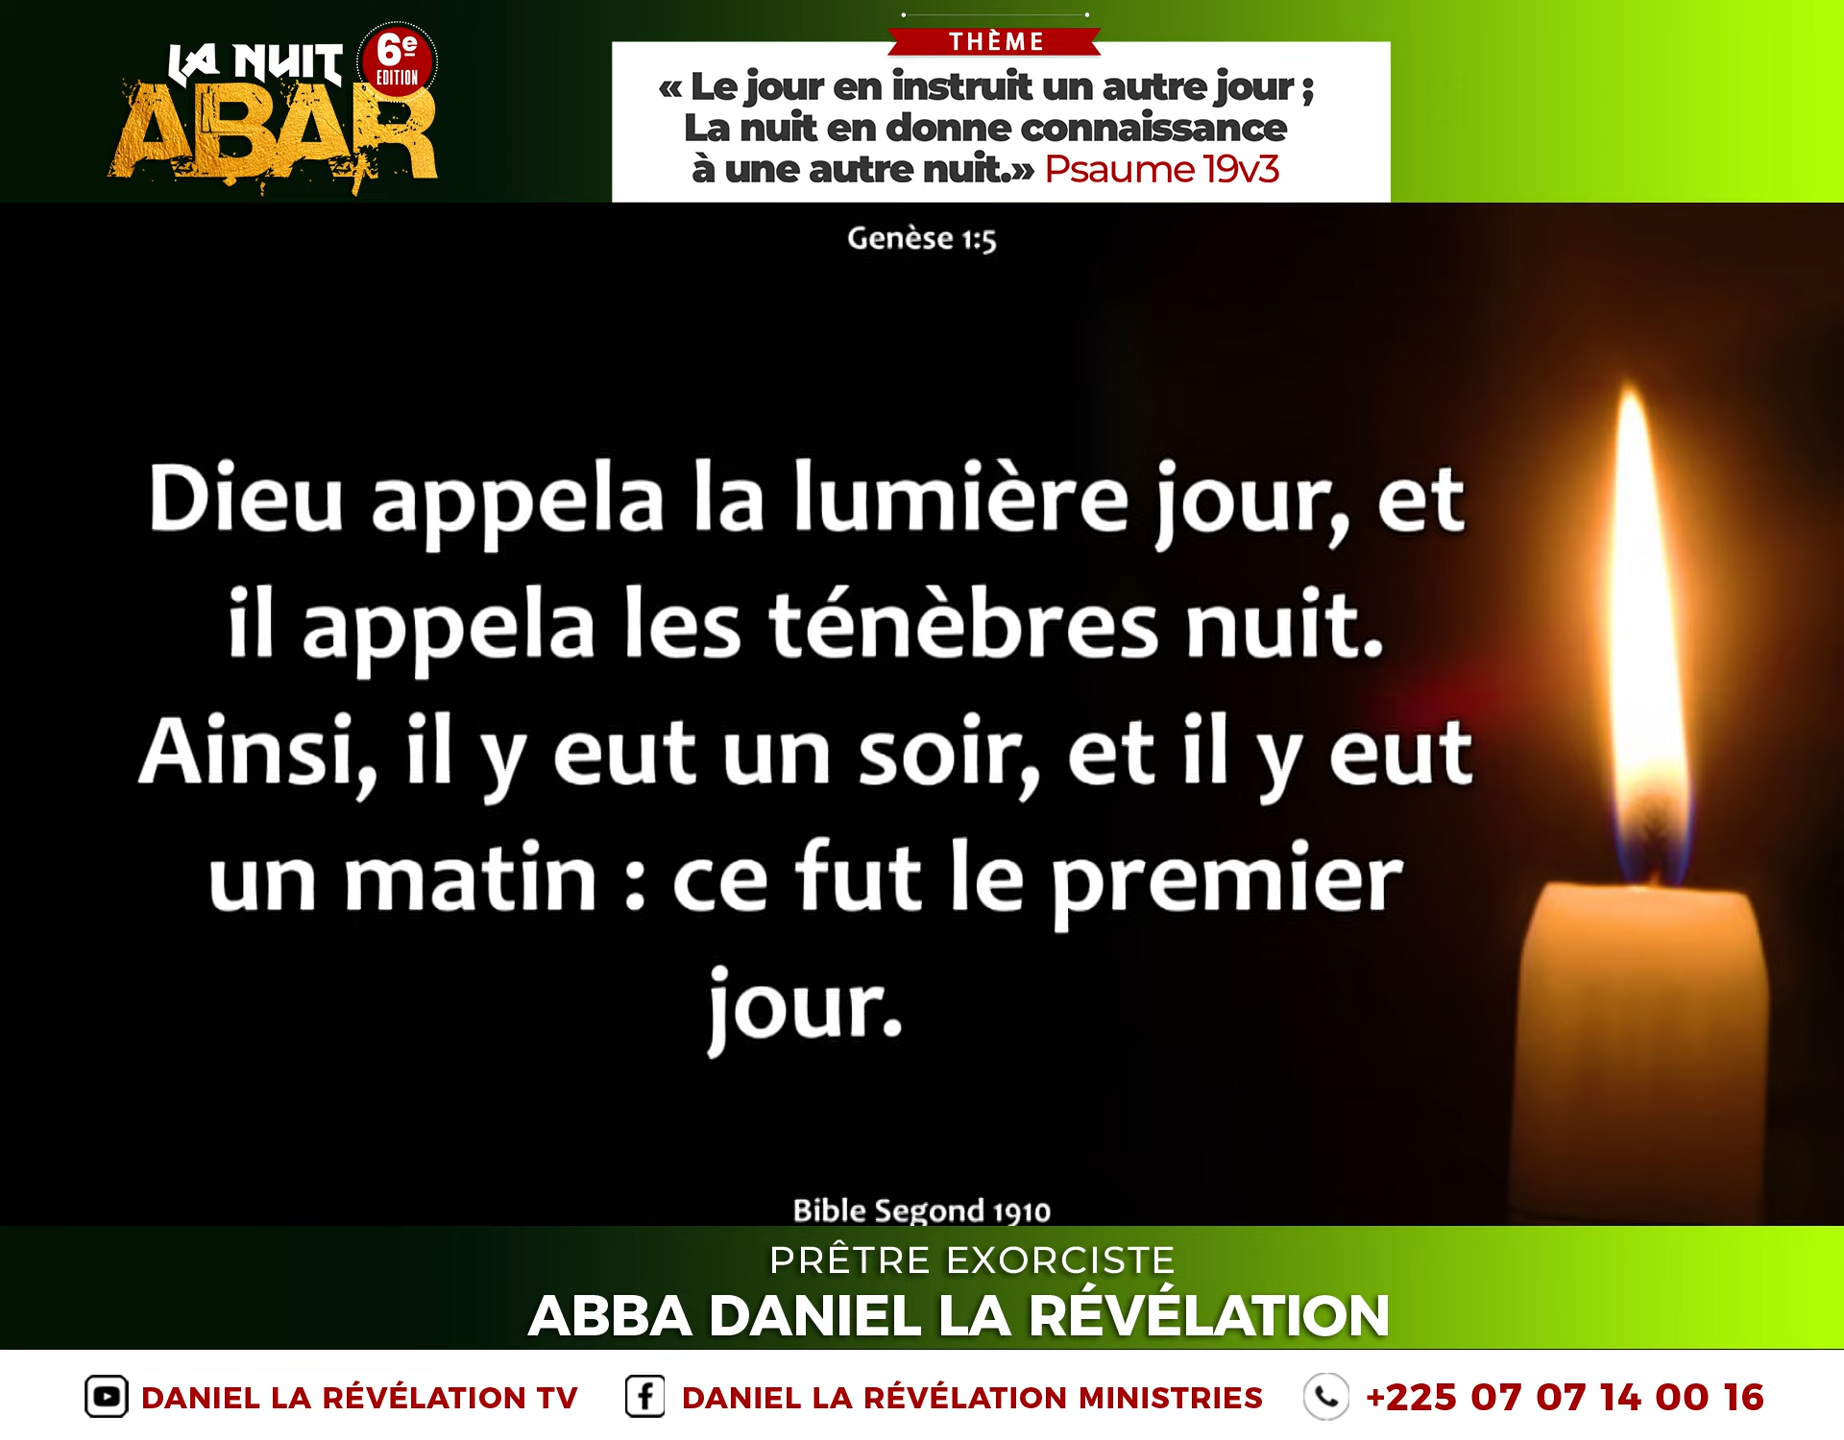 LA NUIT
ABAR
6e
EDITION
THÈME
« Le jour en instruit un autre jour ;
La nuit en donne connaissance
à une autre nuit.» Psaume 19v3
Genèse 1:5
Dieu appela la lumière jour, et
il appela les ténèbres nuit.
Ainsi, il y eut un soir, et il y eut
un matin : ce fut le premier
jour.
Bible Segond 1910
PRÊTRE EXORCISTE
ABBA DANIEL LA RÉVÉLATION
DANIEL LA RÉVÉLATION TV
DANIEL LA RÉVÉLATION MINISTRIES
+225 07 07 14 00 16